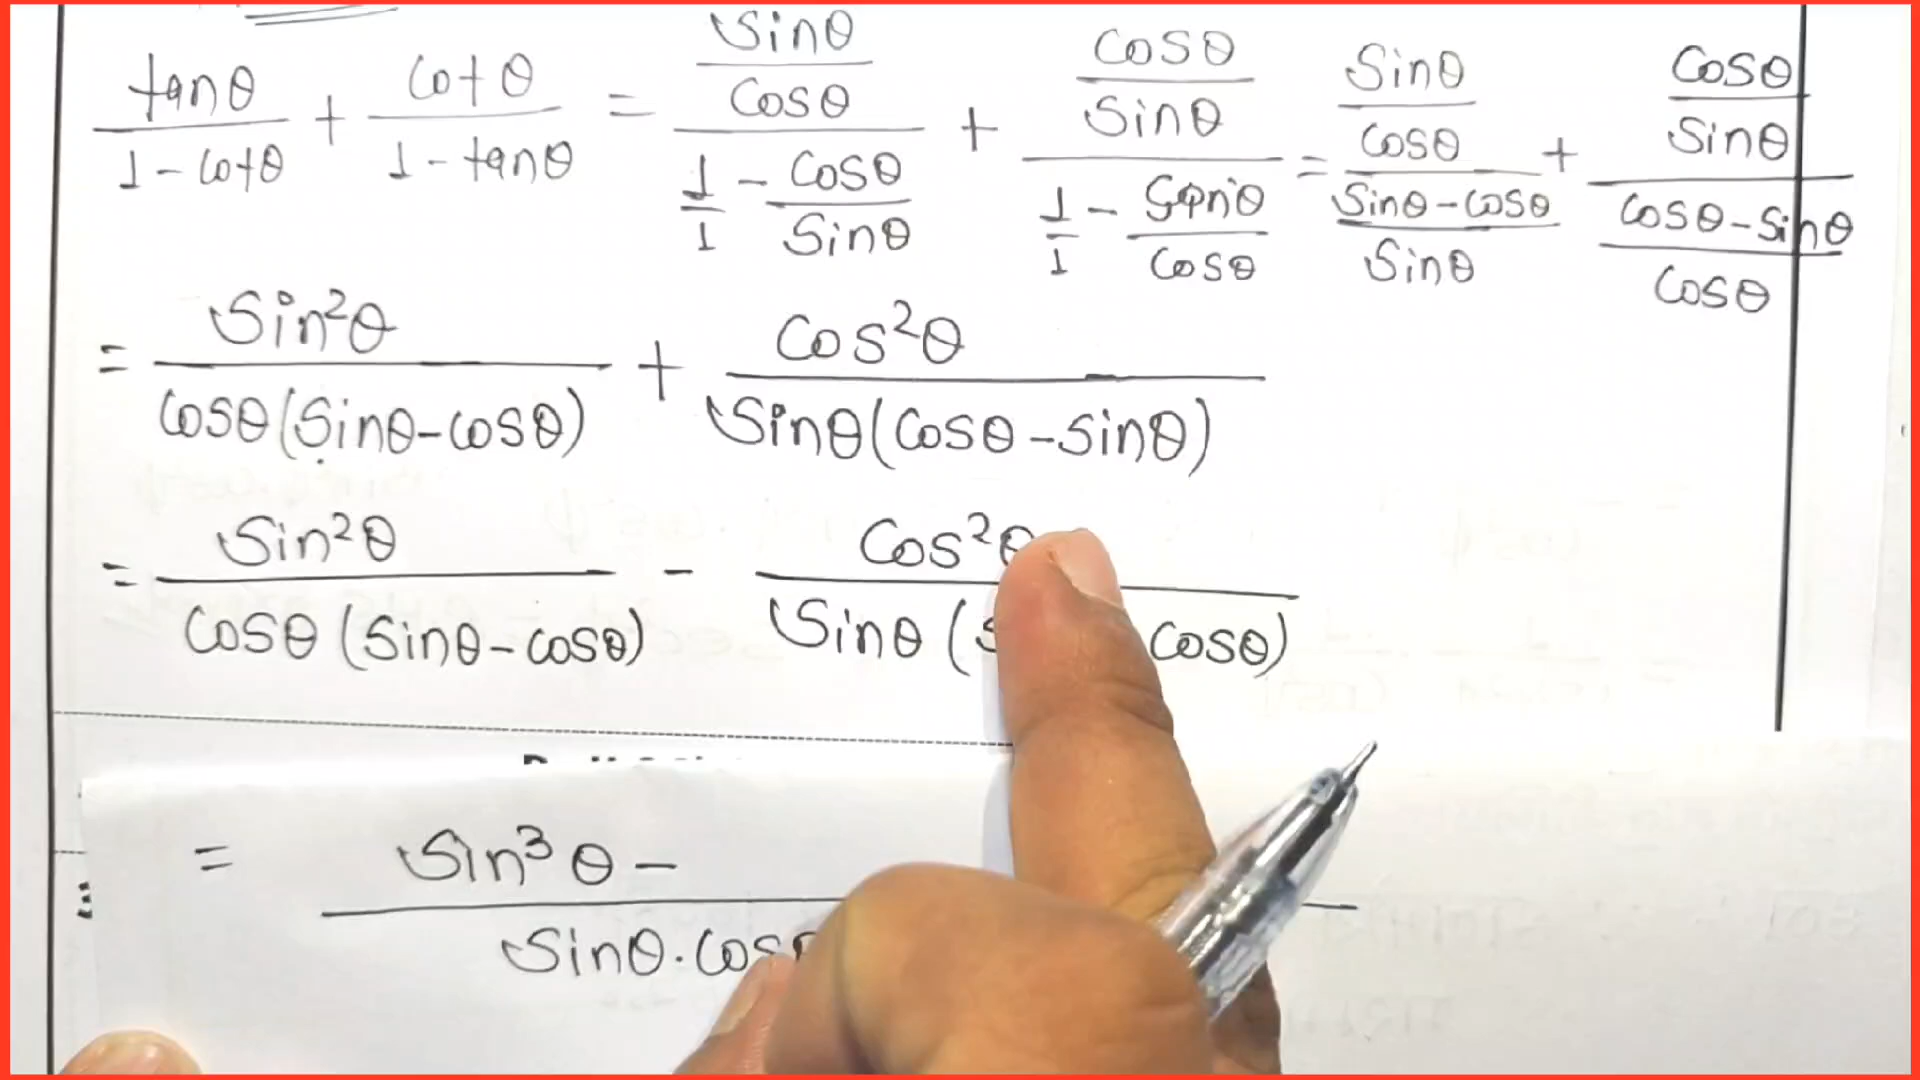 tanθ/(1 - cotθ) + cotθ/(1 - tanθ) = (sinθ/cosθ)/(1/1 - cosθ/sinθ) + (cosθ/sinθ)/(1/1 - sinθ/cosθ) = (sinθ/cosθ)/((sinθ - cosθ)/sinθ) + (cosθ/sinθ)/((cosθ - sinθ)/cosθ)
= sin²θ/(cosθ(sinθ - cosθ)) + cos²θ/(sinθ(cosθ - sinθ))
= sin²θ/(cosθ(sinθ - cosθ)) - cos²θ/(sinθ( cosθ))
= sin³θ -
sinθ.cosθ